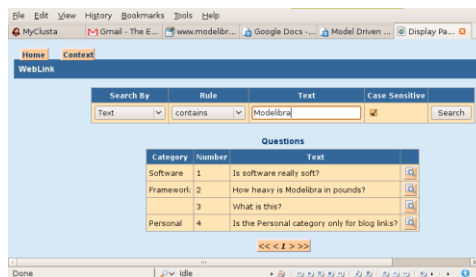 File Edit View History Bookmarks Tools Help
MyClusta Gmail - The E... www.modelibr... Google Docs -... Model Driven ... Display Pa...
Home Context
WebLink
Search By Rule Text Case Sensitive
Text contains Modelibra Search
Questions
Category Number Text
Software 1 Is software really soft?
Framework 2 How heavy is Modelibra in pounds?
3 What is this?
Personal 4 Is the Personal category only for blog links?
<< < 1 > >>
Done Idle